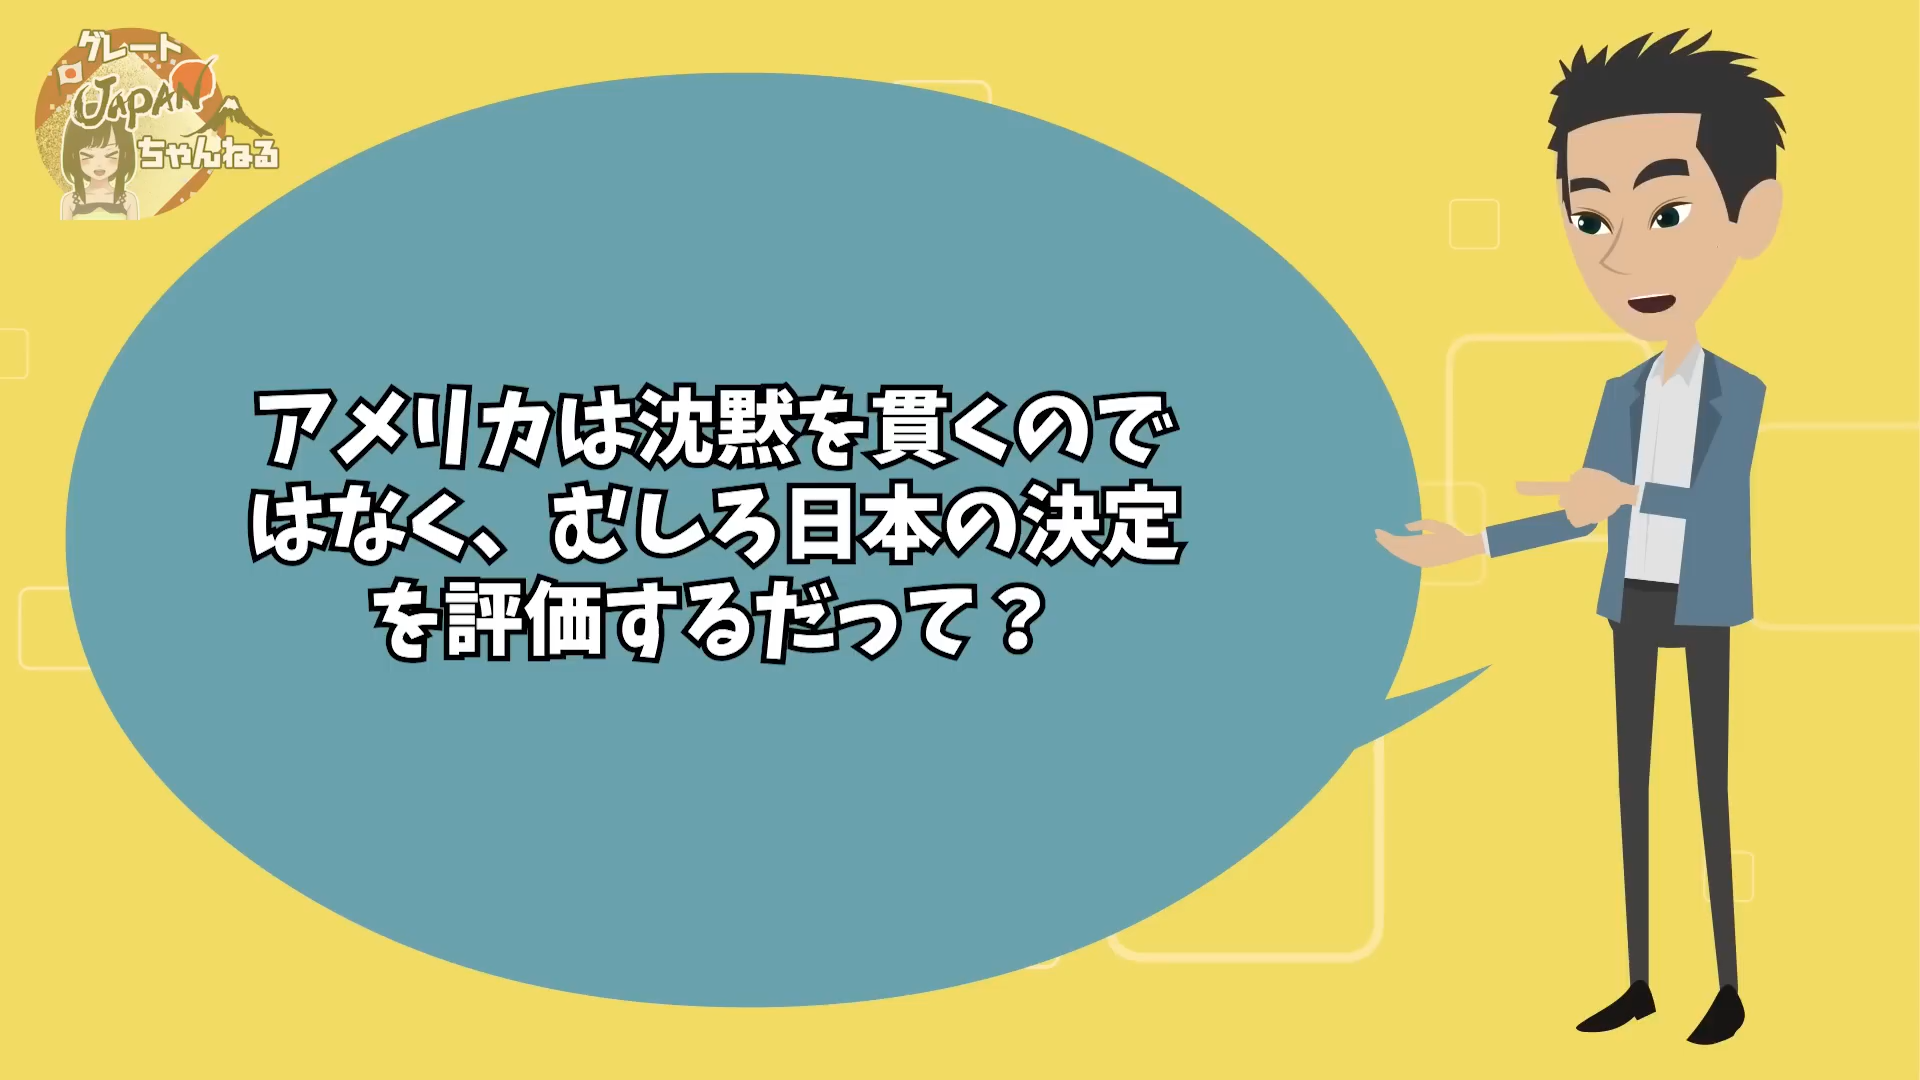 グレート
JAPAN
ちゃんねる
アメリカは沈黙を貫くので
はなく、むしろ日本の決定
を評価するだって？